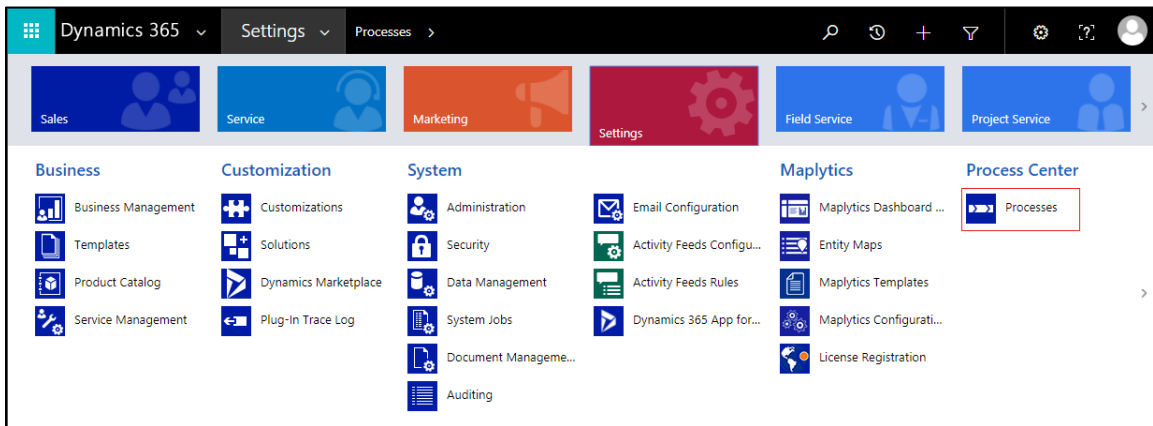 Dynamics 365 Settings Processes >
[?]
Sales Service Marketing Settings Field Service Project Service
Business Customization System Maplytics Process Center
Business Management Customizations Administration Email Configuration Maplytics Dashboard ... Processes
Templates Solutions Security Activity Feeds Configu... Entity Maps
Product Catalog Dynamics Marketplace Data Management Activity Feeds Rules Maplytics Templates
Service Management Plug-In Trace Log System Jobs Dynamics 365 App for... Maplytics Configurati...
Document Manageme... License Registration
Auditing